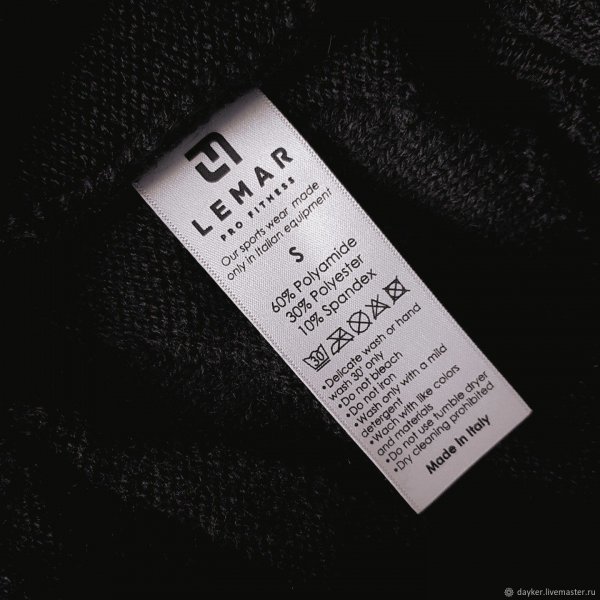 LEMAR
PRO FITNESS
Our sports wear made
only in Italian equipment
S
60% Polyamide
30% Polyester
10% Spandex
30°
•Delicate wash or hand
wash 30' only
•Do not bleach
•Do not iron
•Wash only with a mild
detergent
•Wach with like colors
and materials
•Do not use tumble dryer
•Dry cleaning prohibited
Made in Italy
dayker.livemaster.ru